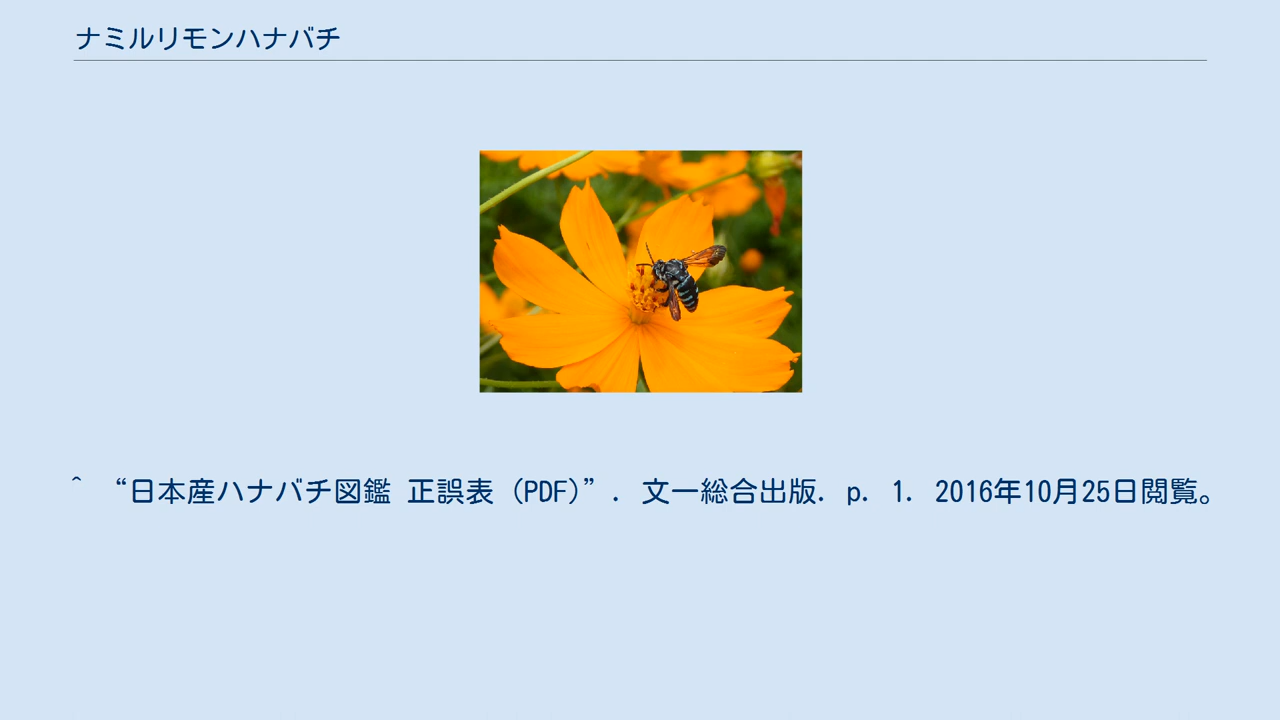 ナミルリモンハナバチ
^ “日本産ハナバチ図鑑 正誤表 (PDF)”. 文一総合出版. p. 1. 2016年10月25日閲覧。